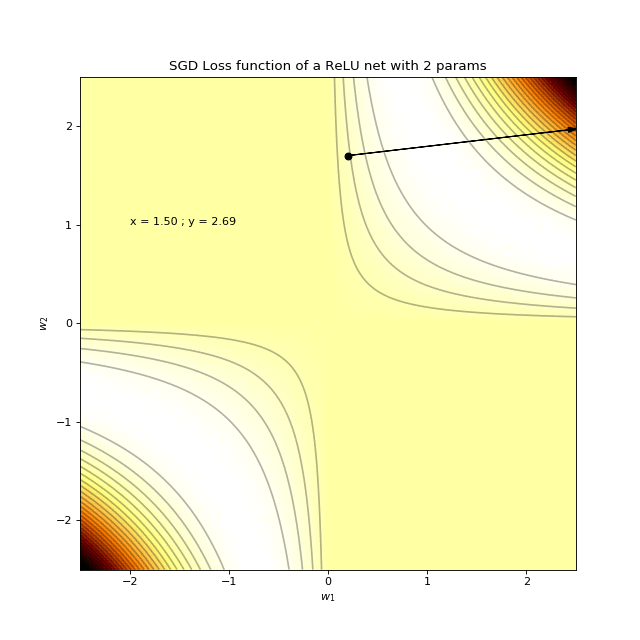 SGD Loss function of a ReLU net with 2 params
2
1
0
−1
−2
w₂
x = 1.50 ; y = 2.69
−2
−1
0
1
2
w₁